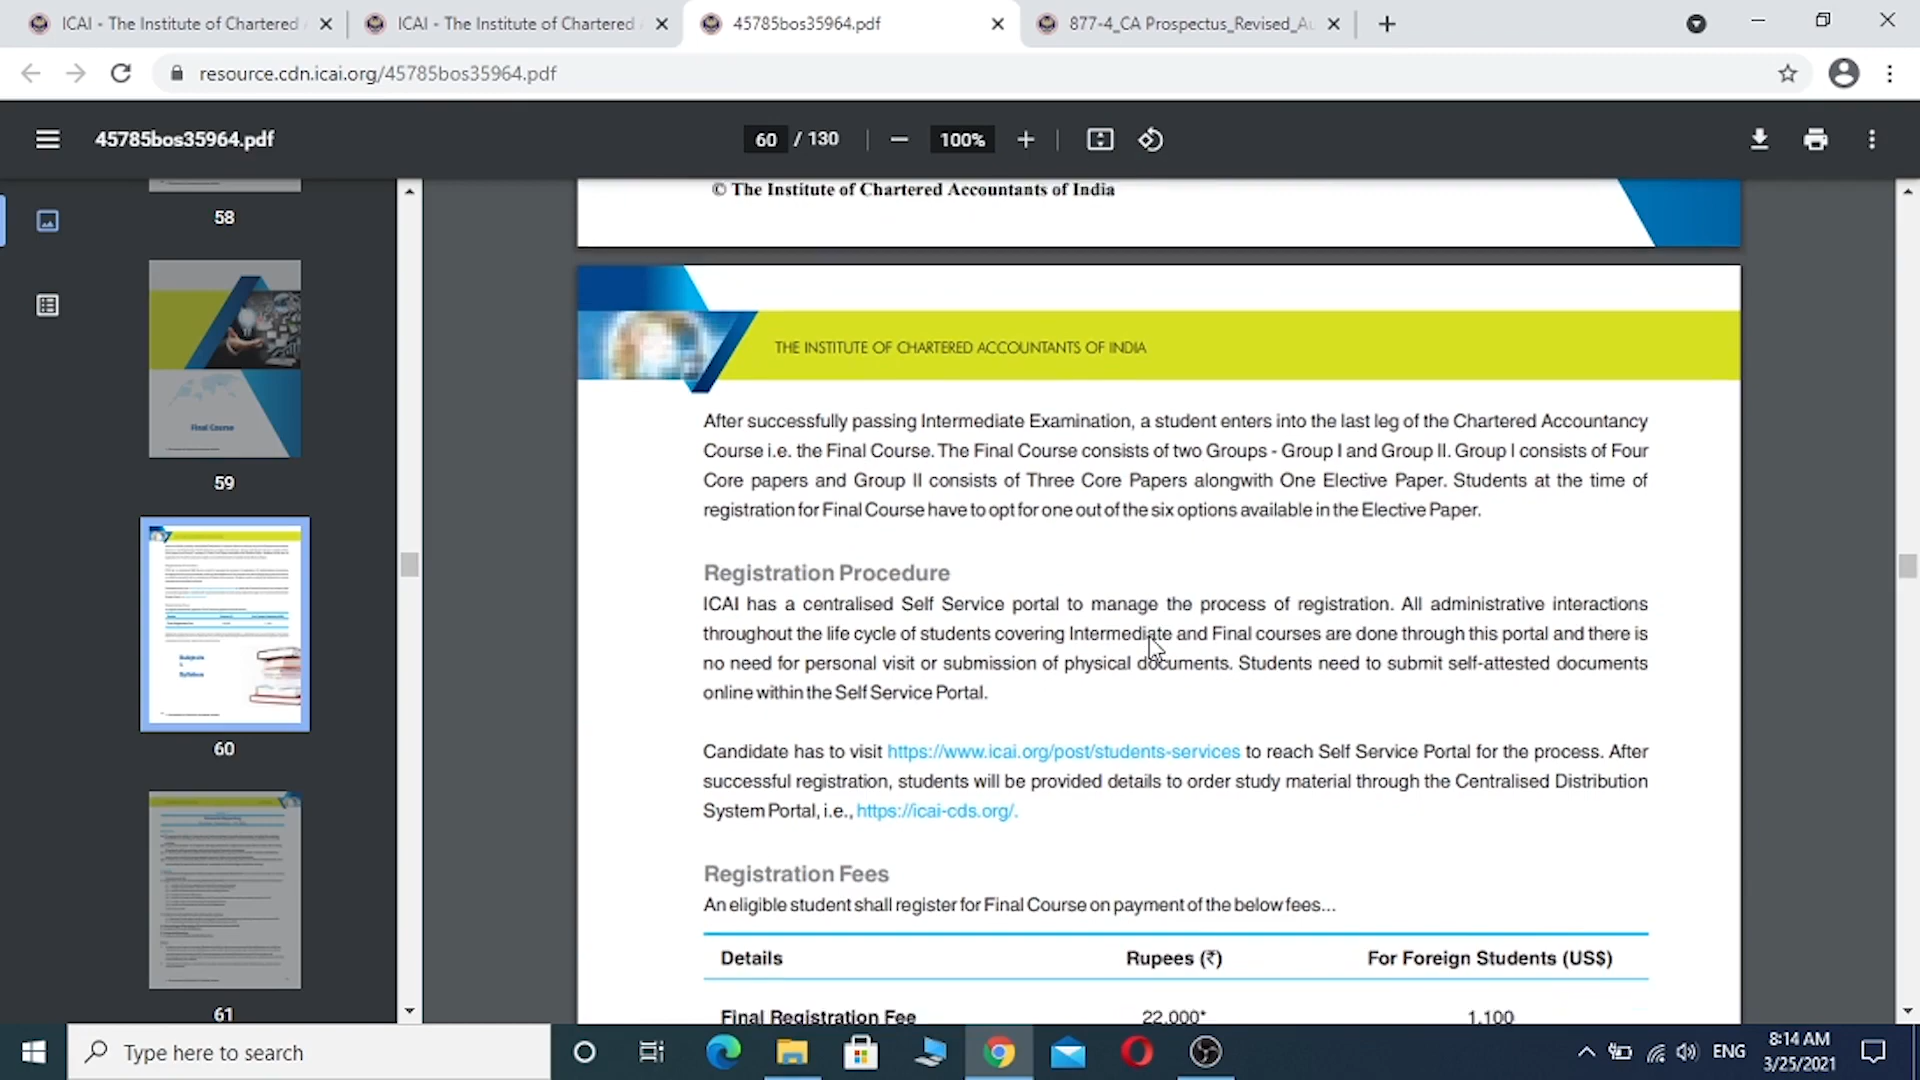 ICAI - The Institute of Chartered
ICAI - The Institute of Chartered
45785bos35964.pdf
877-4_CA Prospectus_Revised_Au
resource.cdn.icai.org/45785bos35964.pdf
45785bos35964.pdf
60 / 130
100%
58
Final Course
59
60
61
© The Institute of Chartered Accountants of India
THE INSTITUTE OF CHARTERED ACCOUNTANTS OF INDIA
After successfully passing Intermediate Examination, a student enters into the last leg of the Chartered Accountancy
Course i.e. the Final Course. The Final Course consists of two Groups - Group I and Group II. Group I consists of Four
Core papers and Group II consists of Three Core Papers alongwith One Elective Paper. Students at the time of
registration for Final Course have to opt for one out of the six options available in the Elective Paper.
Registration Procedure
ICAI has a centralised Self Service portal to manage the process of registration. All administrative interactions
throughout the life cycle of students covering Intermediate and Final courses are done through this portal and there is
no need for personal visit or submission of physical documents. Students need to submit self-attested documents
online within the Self Service Portal.
Candidate has to visit https://www.icai.org/post/students-services to reach Self Service Portal for the process. After
successful registration, students will be provided details to order study material through the Centralised Distribution
System Portal, i.e., https://icai-cds.org/.
Registration Fees
An eligible student shall register for Final Course on payment of the below fees...
Details Rupees (₹) For Foreign Students (US$)
Final Registration Fee 22,000* 1,100
Type here to search
ENG
8:14 AM
3/25/2021